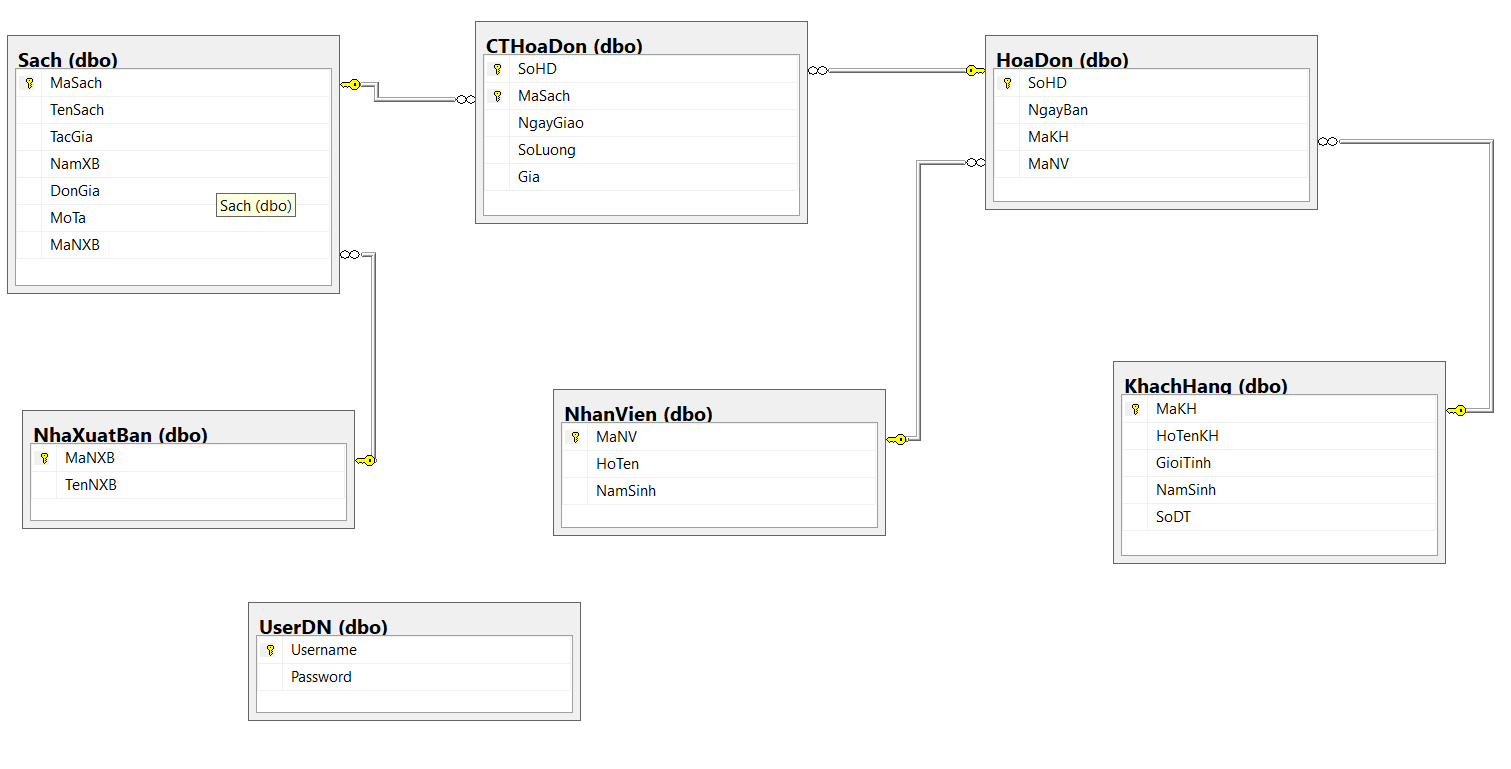 Sach (dbo)
MaSach
TenSach
TacGia
NamXB
DonGia
MoTa
MaNXB
Sach (dbo)
CTHoaDon (dbo)
SoHD
MaSach
NgayGiao
SoLuong
Gia
HoaDon (dbo)
SoHD
NgayBan
MaKH
MaNV
NhaXuatBan (dbo)
MaNXB
TenNXB
NhanVien (dbo)
MaNV
HoTen
NamSinh
KhachHang (dbo)
MaKH
HoTenKH
GioiTinh
NamSinh
SoDT
UserDN (dbo)
Username
Password